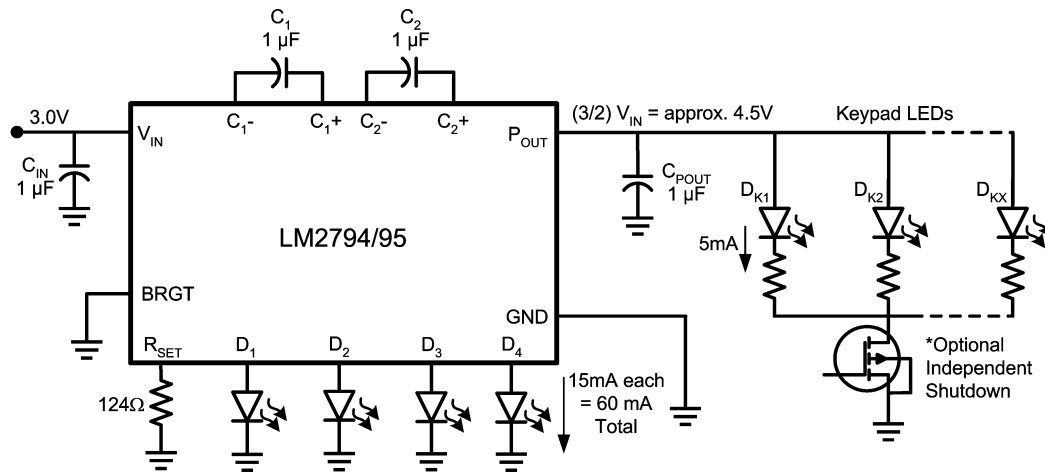 C1
1 µF
C2
1 µF
3.0V
VIN
C1-
C1+
C2-
C2+
POUT
(3/2) VIN = approx. 4.5V
Keypad LEDs
CIN
1 µF
CPOUT
1 µF
DK1
DK2
DKX
5mA
LM2794/95
BRGT
GND
RSET
D1
D2
D3
D4
124Ω
15mA each
= 60 mA
Total
*Optional
Independent
Shutdown